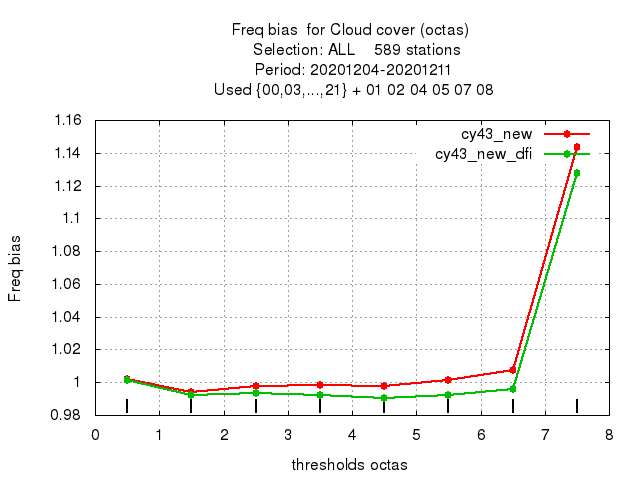 Freq bias  for Cloud cover (octas)
Selection: ALL    589 stations
Period: 20201204-20201211
Used {00,03,...,21} + 01 02 04 05 07 08
cy43_new
cy43_new_dfi
1.16
1.14
1.12
1.1
1.08
1.06
1.04
1.02
1
0.98
Freq bias
0 1 2 3 4 5 6 7 8
thresholds octas